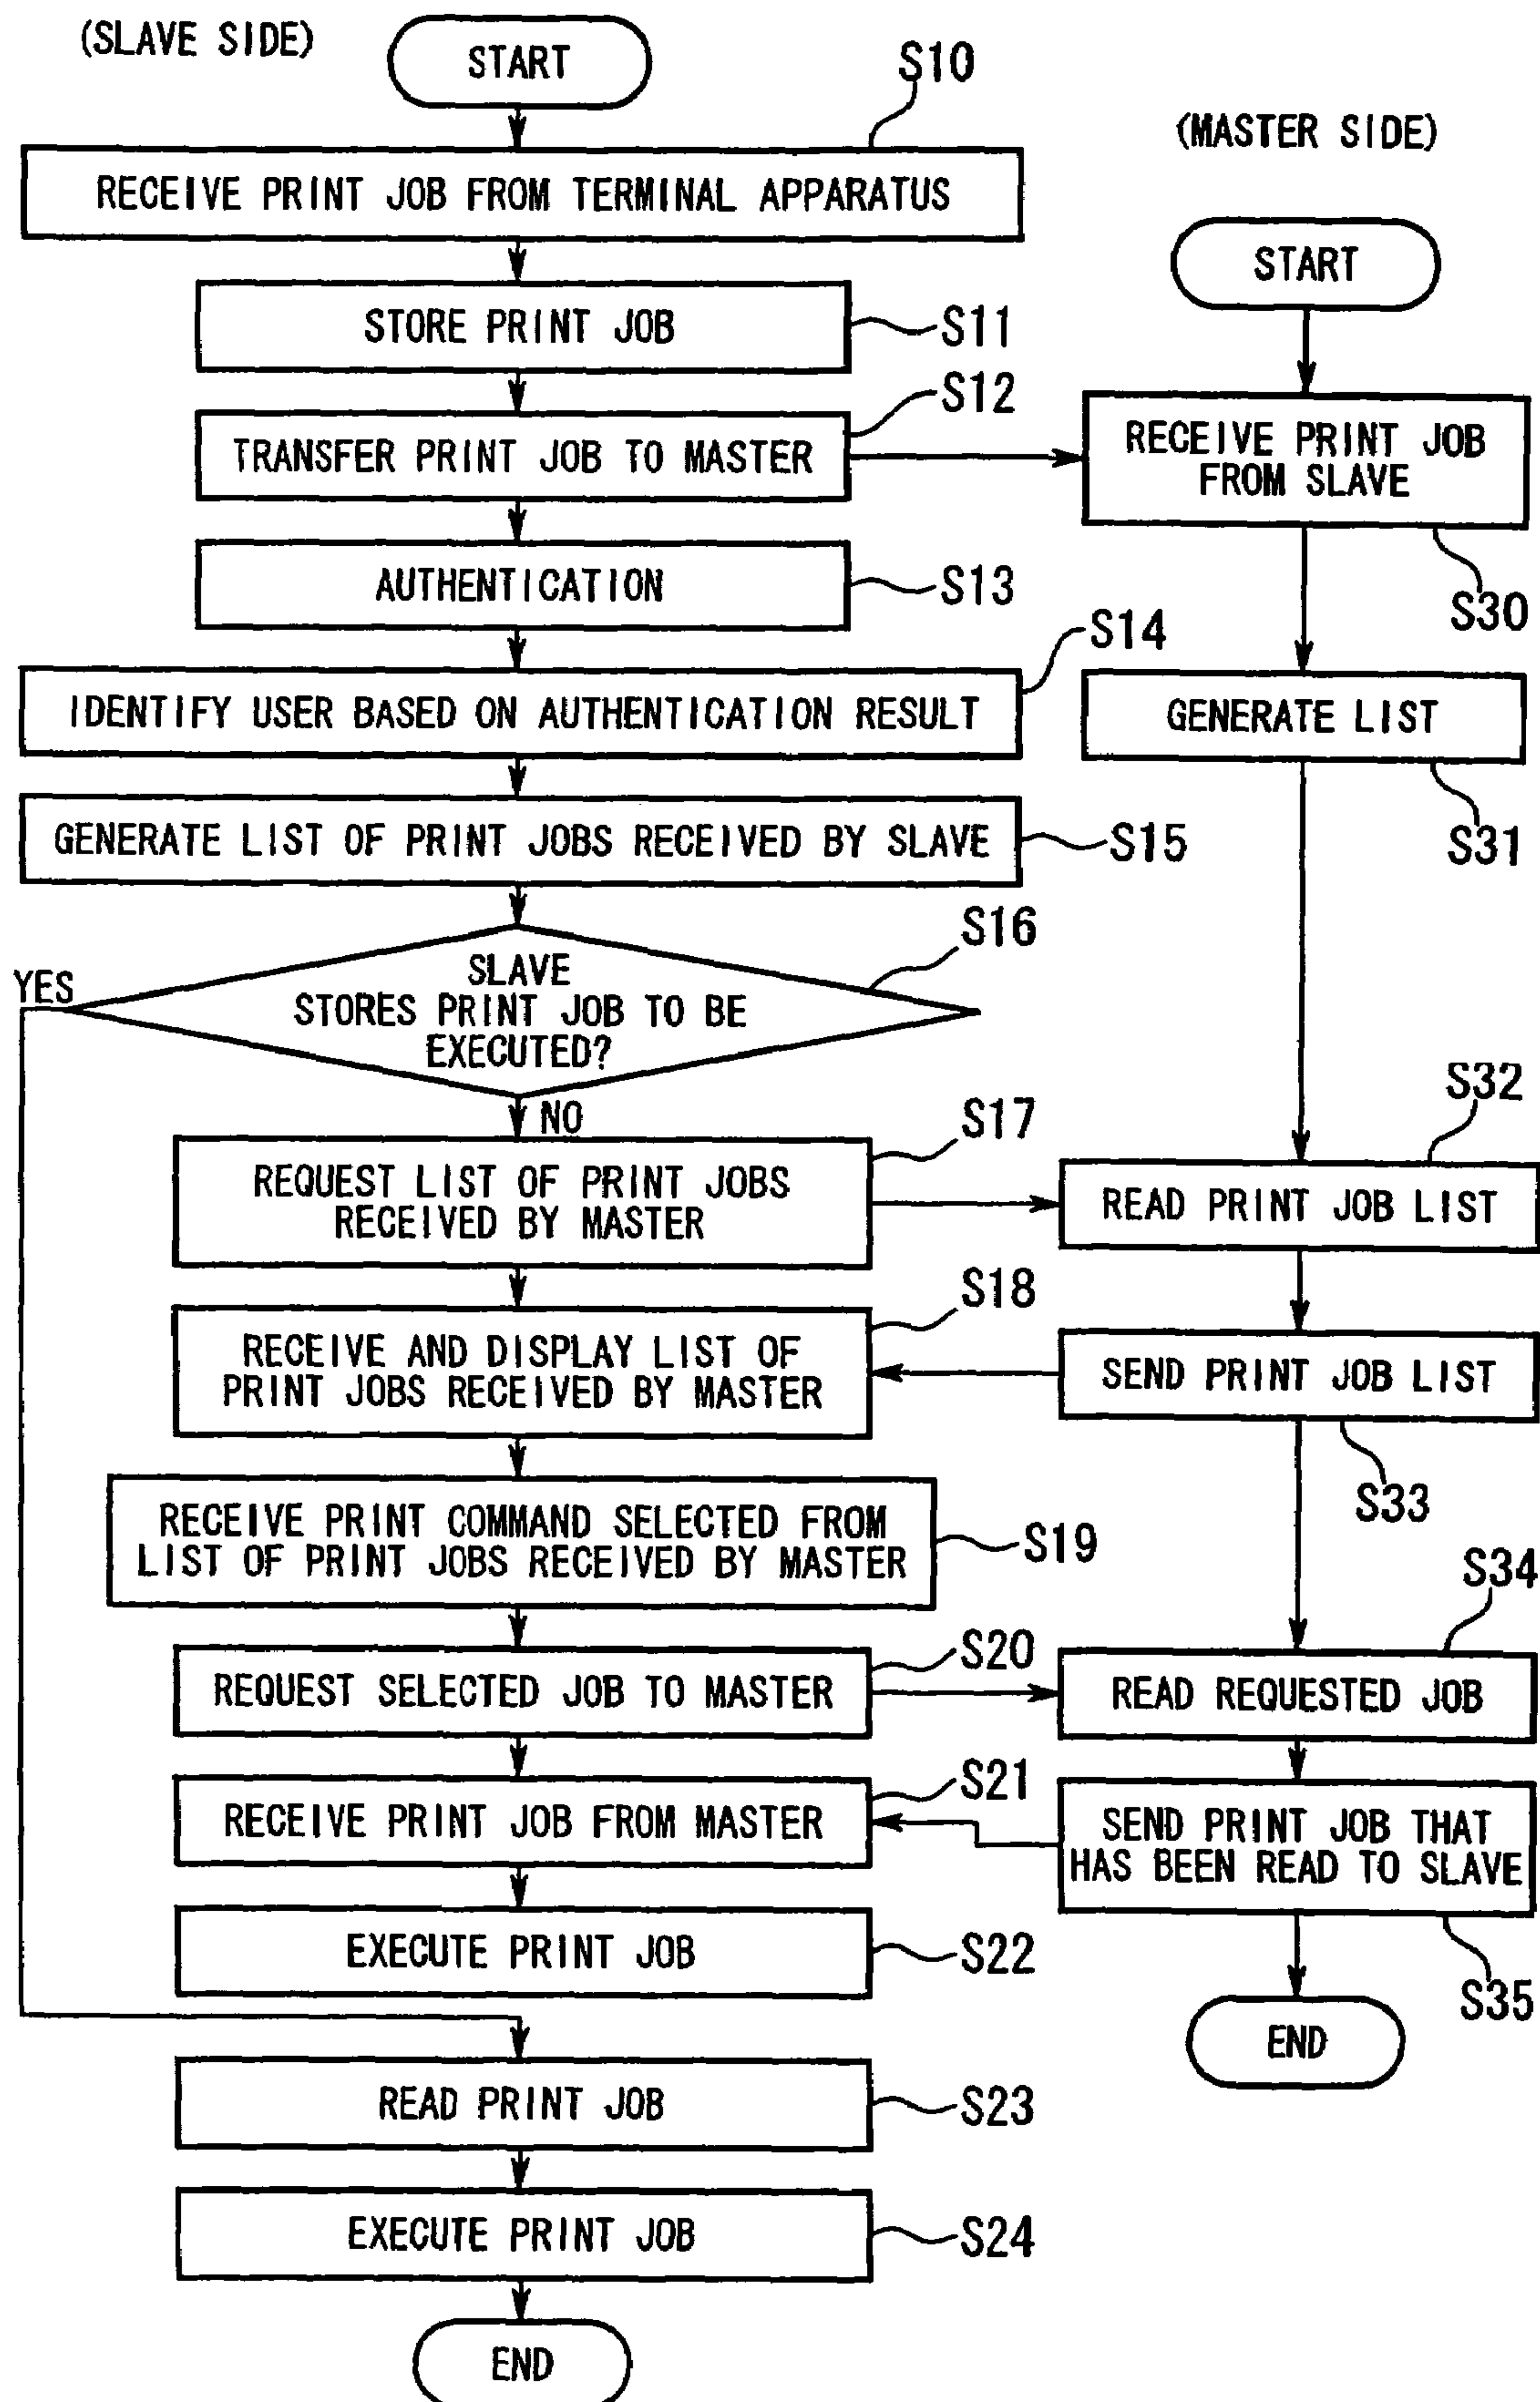 (SLAVE SIDE)
START
S10
RECEIVE PRINT JOB FROM TERMINAL APPARATUS
STORE PRINT JOB
S11
TRANSFER PRINT JOB TO MASTER
S12
AUTHENTICATION
S13
S14
IDENTIFY USER BASED ON AUTHENTICATION RESULT
GENERATE LIST OF PRINT JOBS RECEIVED BY SLAVE
S15
S16
YES
SLAVE
STORES PRINT JOB TO BE
EXECUTED?
NO
S17
REQUEST LIST OF PRINT JOBS
RECEIVED BY MASTER
S18
RECEIVE AND DISPLAY LIST OF
PRINT JOBS RECEIVED BY MASTER
RECEIVE PRINT COMMAND SELECTED FROM
LIST OF PRINT JOBS RECEIVED BY MASTER
S19
S20
REQUEST SELECTED JOB TO MASTER
S21
RECEIVE PRINT JOB FROM MASTER
EXECUTE PRINT JOB
S22
READ PRINT JOB
S23
EXECUTE PRINT JOB
S24
END
(MASTER SIDE)
START
RECEIVE PRINT JOB
FROM SLAVE
S30
GENERATE LIST
S31
S32
READ PRINT JOB LIST
SEND PRINT JOB LIST
S33
S34
READ REQUESTED JOB
SEND PRINT JOB THAT
HAS BEEN READ TO SLAVE
S35
END